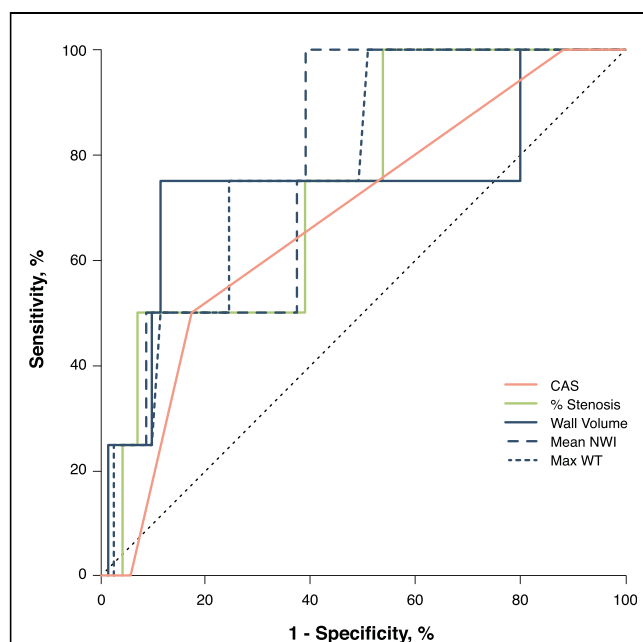 100
80
60
40
20
0
Sensitivity, %
CAS
% Stenosis
Wall Volume
Mean NWI
Max WT
0 20 40 60 80 100
1 - Specificity, %